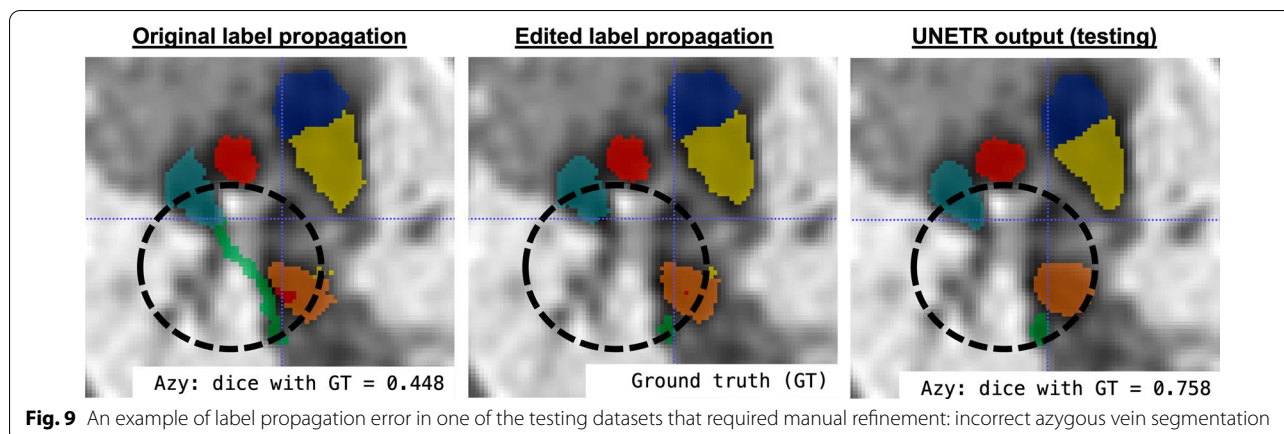 Original label propagation
Edited label propagation
UNETR output (testing)
Azy: dice with GT = 0.448
Ground truth (GT)
Azy: dice with GT = 0.758
Fig. 9 An example of label propagation error in one of the testing datasets that required manual refinement: incorrect azygous vein segmentation